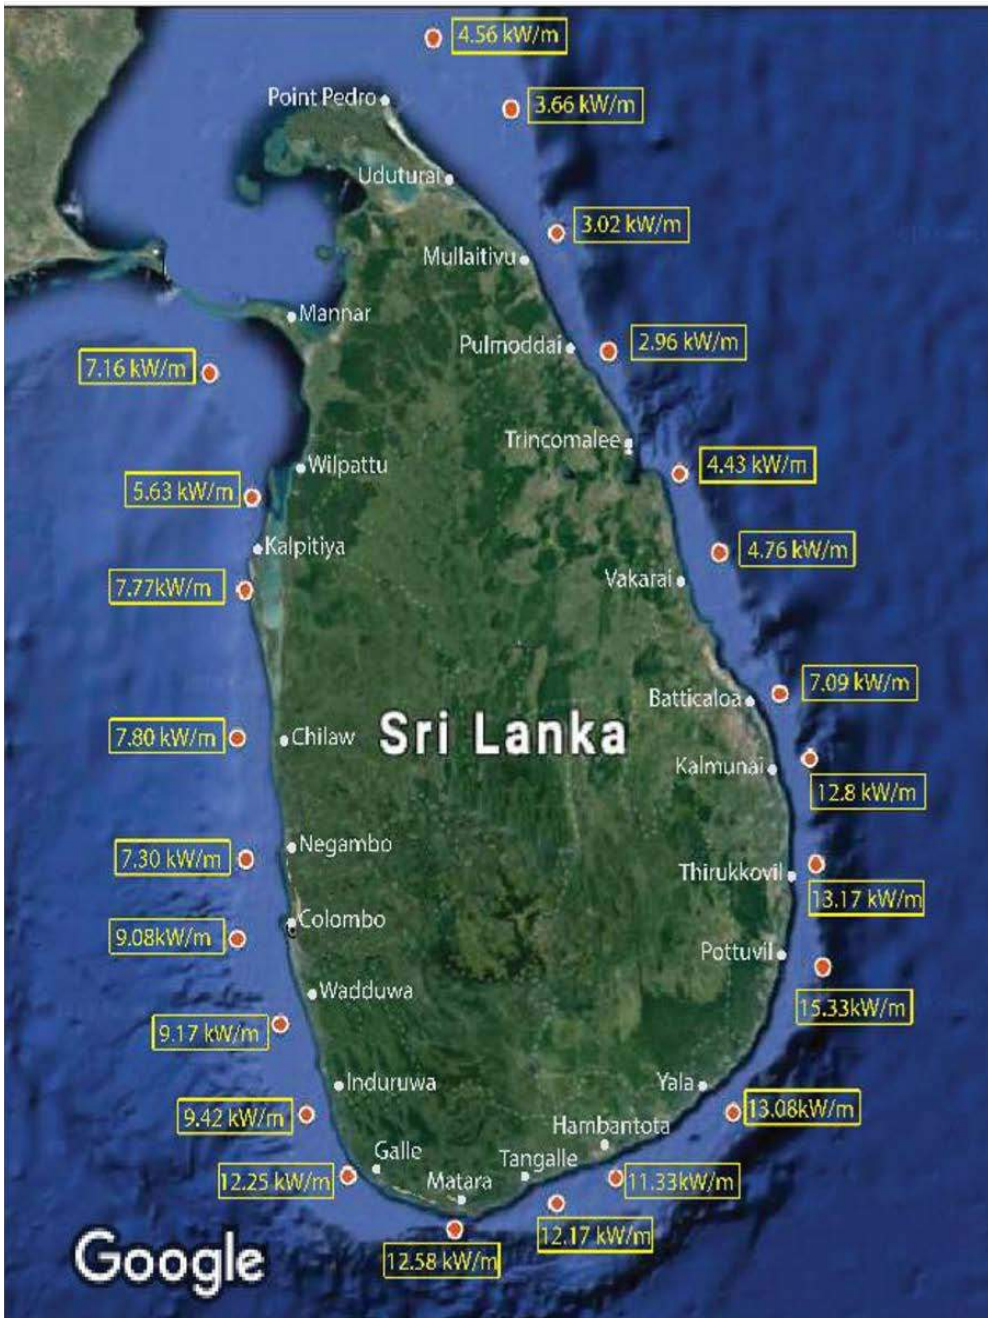 4.56 kW/m
Point Pedro
3.66 kW/m
Uduturai
3.02 kW/m
Mullaitivu
Mannar
Pulmoddai
2.96 kW/m
7.16 kW/m
Trincomalee
4.43 kW/m
Wilpattu
5.63 kW/m
Kalpitiya
4.76 kW/m
7.77kW/m
Vakarai
7.09 kW/m
Batticaloa
7.80 kW/m
Chilaw
Sri Lanka
Kalmunai
12.8 kW/m
Negambo
7.30 kW/m
Thirukkovil
13.17 kW/m
Colombo
9.08kW/m
Pottuvil
Wadduwa
15.33kW/m
9.17 kW/m
Induruwa
Yala
13.08kW/m
9.42 kW/m
Hambantota
Galle
Tangalle
12.25 kW/m
11.33kW/m
Matara
12.17 kW/m
Google
12.58 kW/m